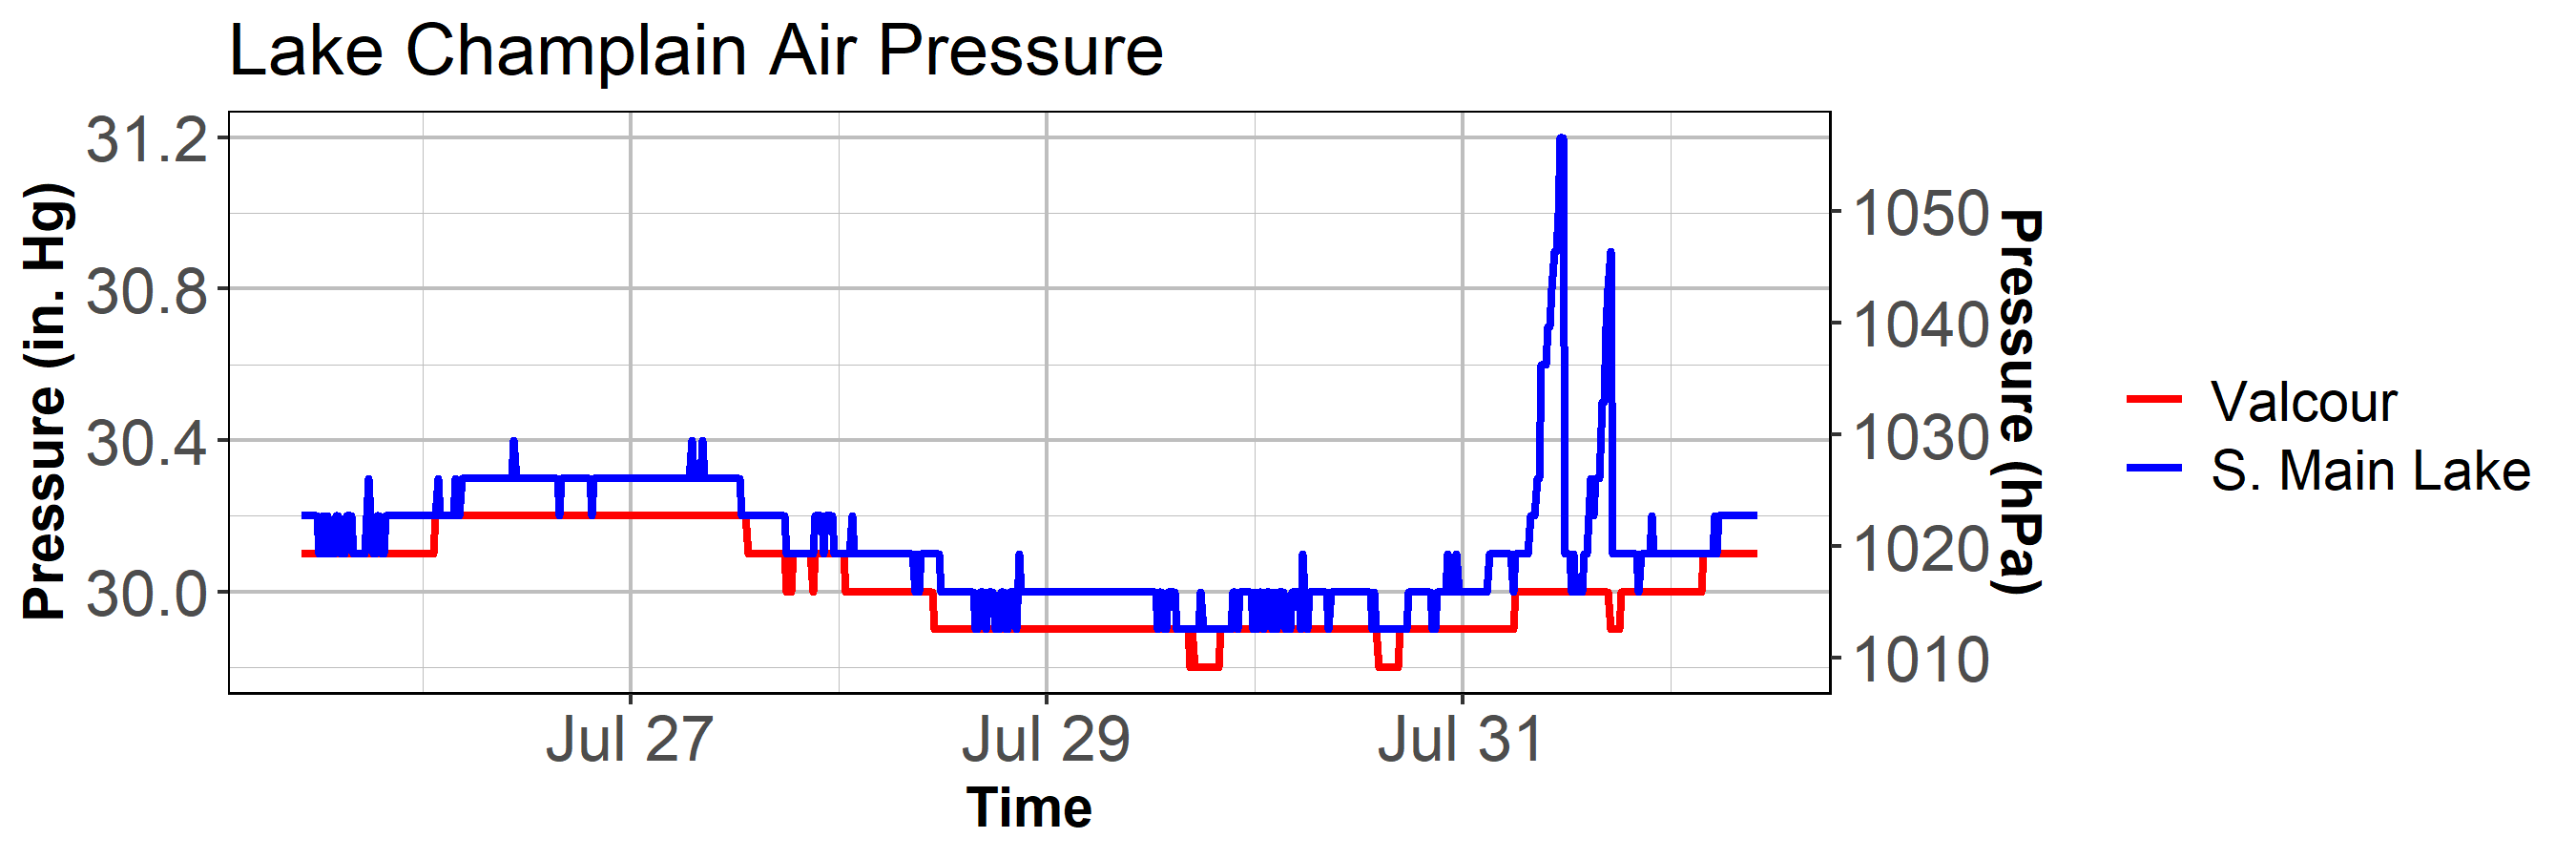 Lake Champlain Air Pressure
Pressure (in. Hg)
31.2
30.8
30.4
30.0
1050
1040
1030
1020
1010
Pressure (hPa)
Valcour
S. Main Lake
Jul 27
Jul 29
Jul 31
Time